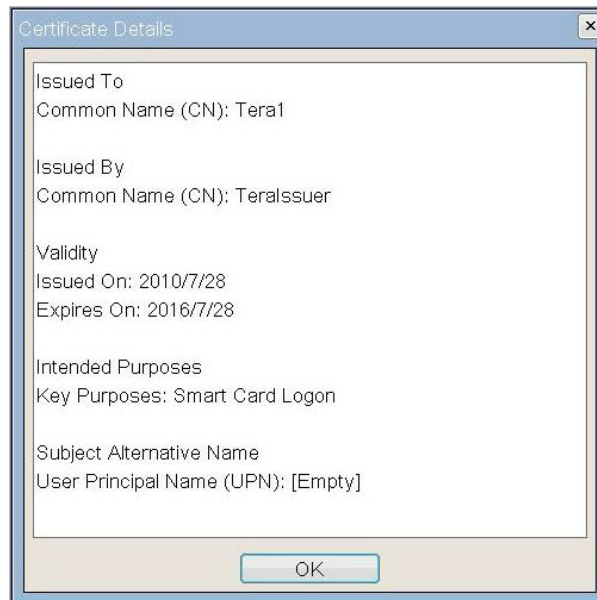 Certificate Details
Issued To
Common Name (CN): Tera1
Issued By
Common Name (CN): TeraIssuer
Validity
Issued On: 2010/7/28
Expires On: 2016/7/28
Intended Purposes
Key Purposes: Smart Card Logon
Subject Alternative Name
User Principal Name (UPN): [Empty]
OK